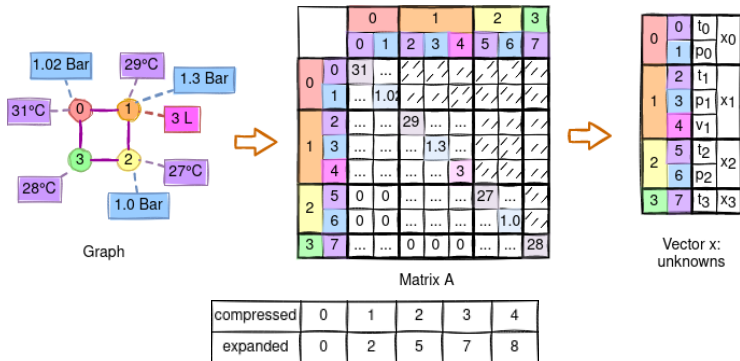 1.02 Bar
29°C
1.3 Bar
31°C
0
1
3 L
3
2
27°C
28°C
1.0 Bar
Graph
0 1 2 3
0 1 2 3 4 5 6 7
0 0 31 ...
1 ... 1.02
1 2 ... ... 29 ... ...
3 ... ... ... 1.3 ...
4 ... ... ... ... 3
2 5 0 0 ... ... ... 27 ...
6 0 0 ... ... ... ... 1.0
3 7 ... ... 0 0 0 ... ... 28
Matrix A
0 0 t0 x0
1 p0
1 2 t1
3 p1 x1
4 v1
2 5 t2 x2
6 p2
3 7 t3 x3
Vector x:
unknowns
compressed 0 1 2 3 4
expanded 0 2 5 7 8